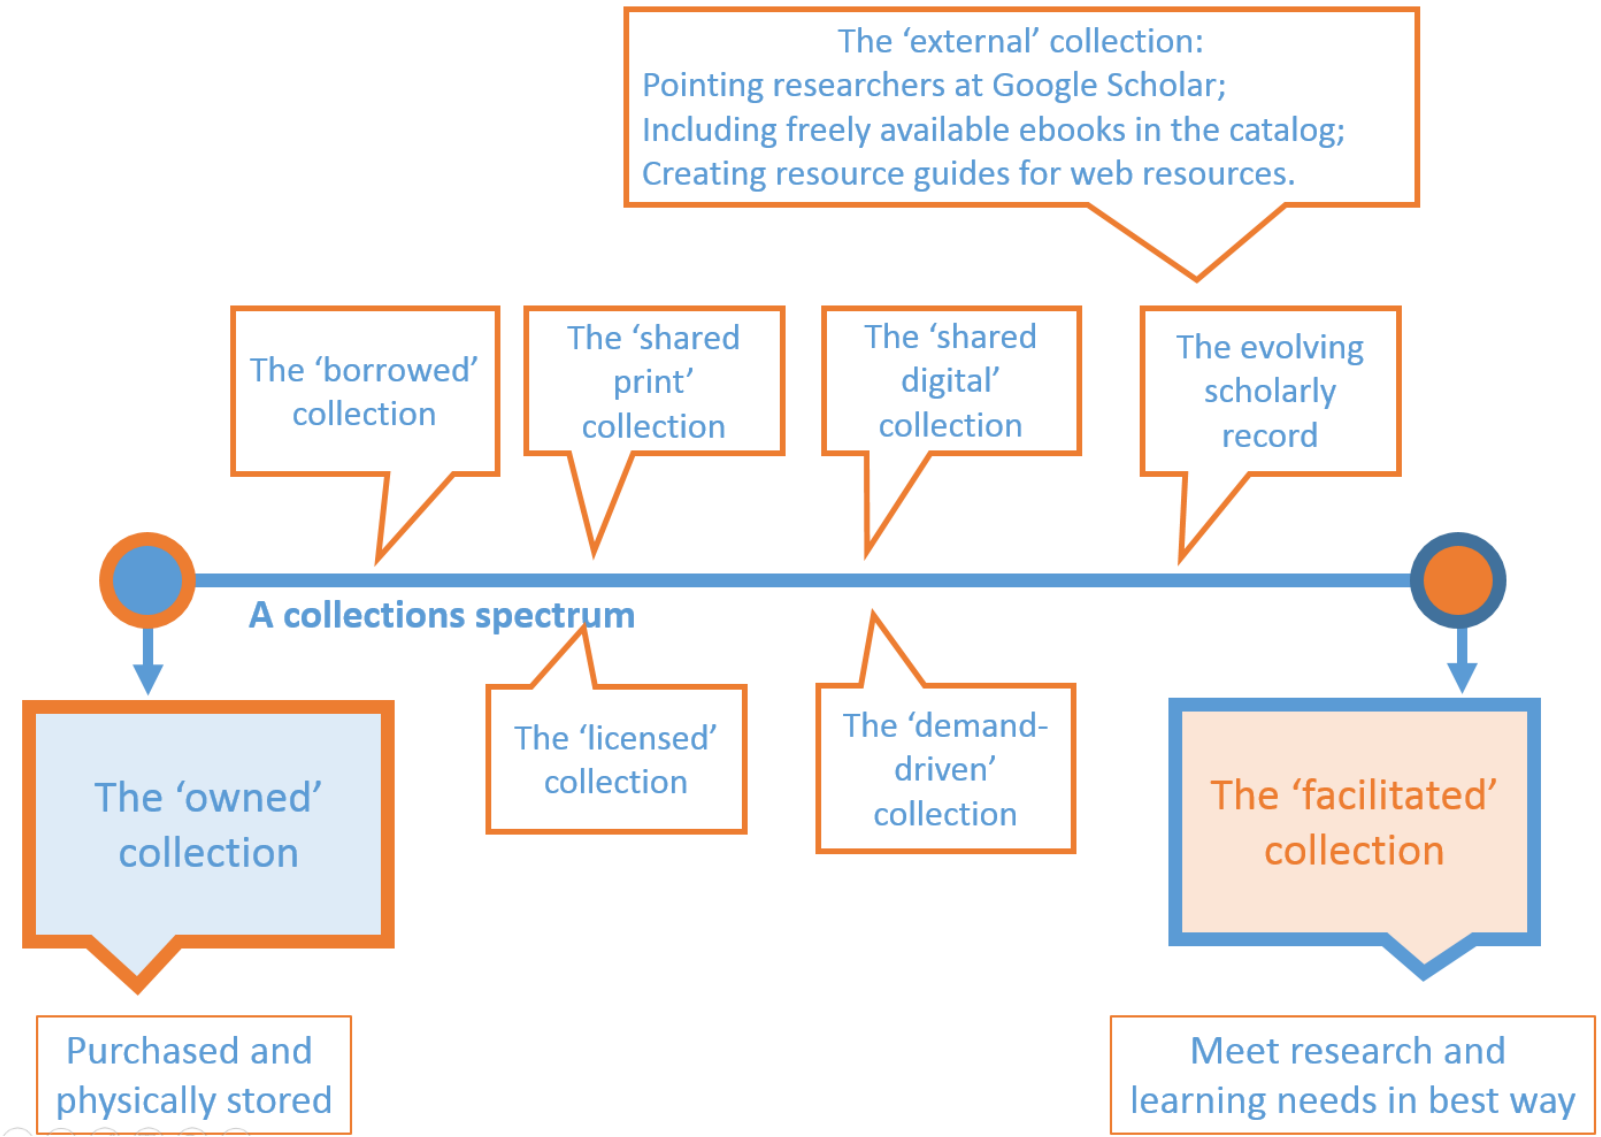 The ‘external’ collection:
Pointing researchers at Google Scholar;
Including freely available ebooks in the catalog;
Creating resource guides for web resources.
The ‘borrowed’
collection
The ‘shared
print’
collection
The ‘shared
digital’
collection
The evolving
scholarly
record
A collections spectrum
The ‘licensed’
collection
The ‘demand-
driven’
collection
The ‘owned’
collection
The ‘facilitated’
collection
Purchased and
physically stored
Meet research and
learning needs in best way